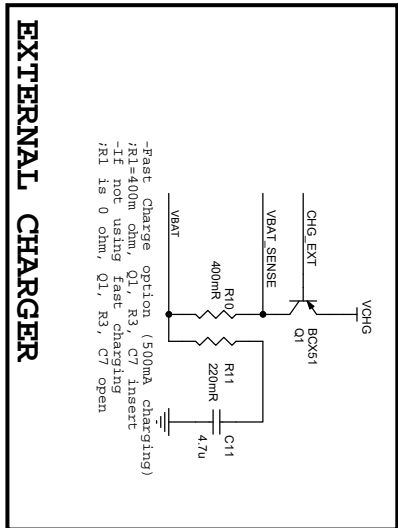 VCHG
BCX51
Q1
CHG_EXT
VBAT_SENSE
R10
400mR
R11
220mR
C11
4.7u
VBAT
-Fast Charge option (500mA charging)
;R1=400m ohm, Q1, R3, C7 insert
-If not using fast charging
;R1 is 0 ohm, Q1, R3, C7 open
EXTERNAL CHARGER